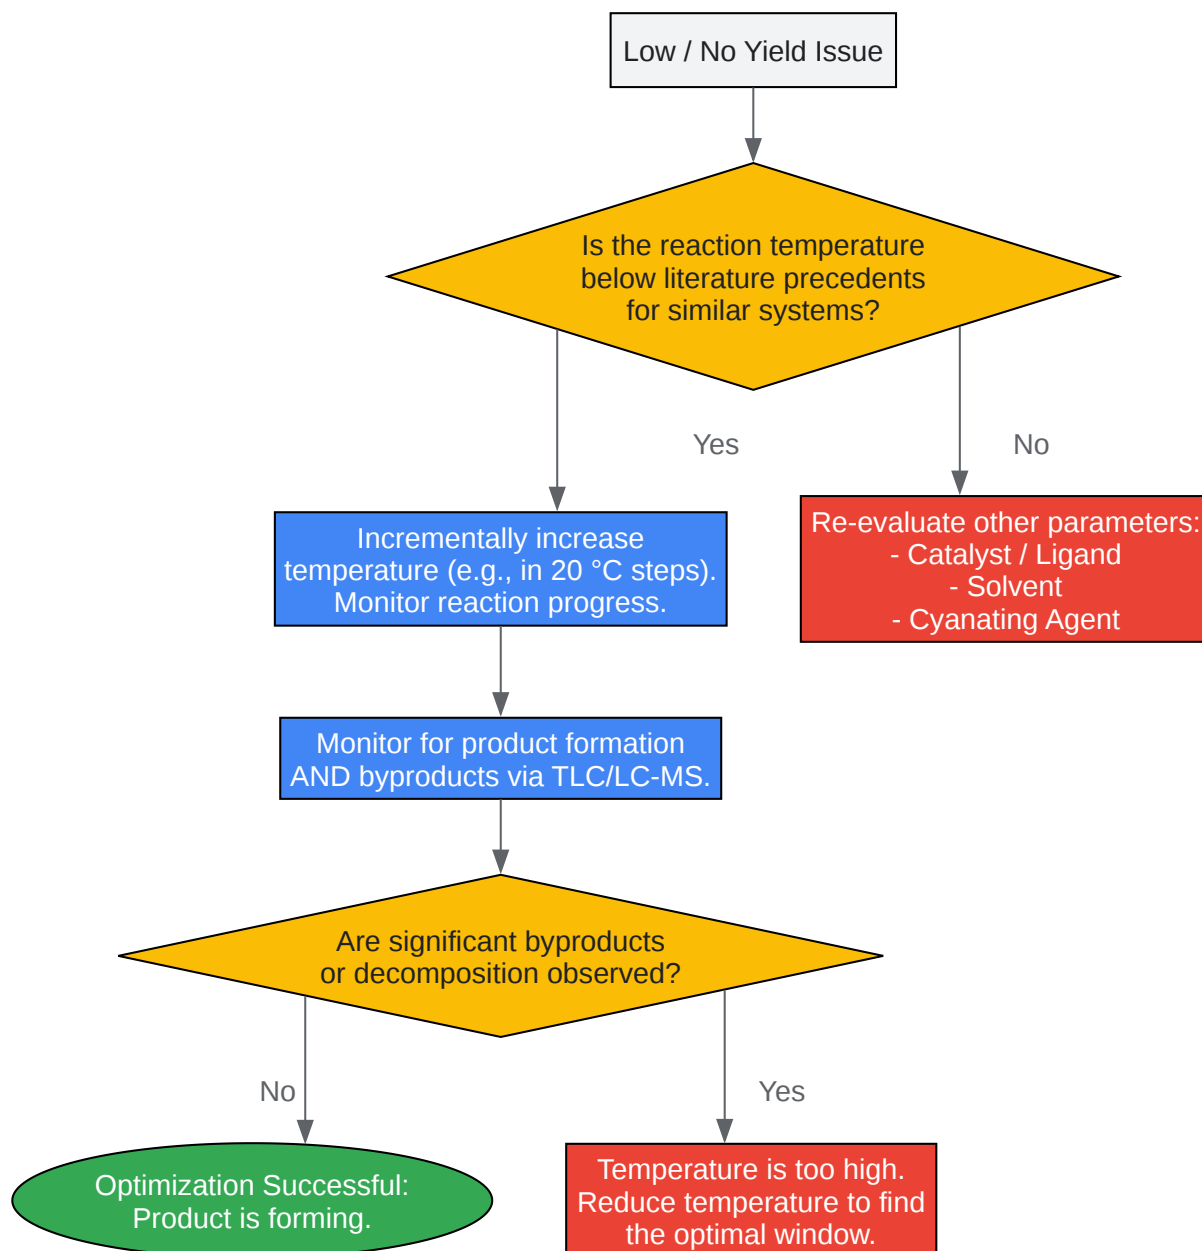 Low / No Yield Issue
Is the reaction temperature
below literature precedents
for similar systems?
Yes
No
Incrementally increase
temperature (e.g., in 20 °C steps).
Monitor reaction progress.
Re-evaluate other parameters:
- Catalyst / Ligand
- Solvent
- Cyanating Agent
Monitor for product formation
AND byproducts via TLC/LC-MS.
Are significant byproducts
or decomposition observed?
No
Yes
Optimization Successful:
Product is forming.
Temperature is too high.
Reduce temperature to find
the optimal window.